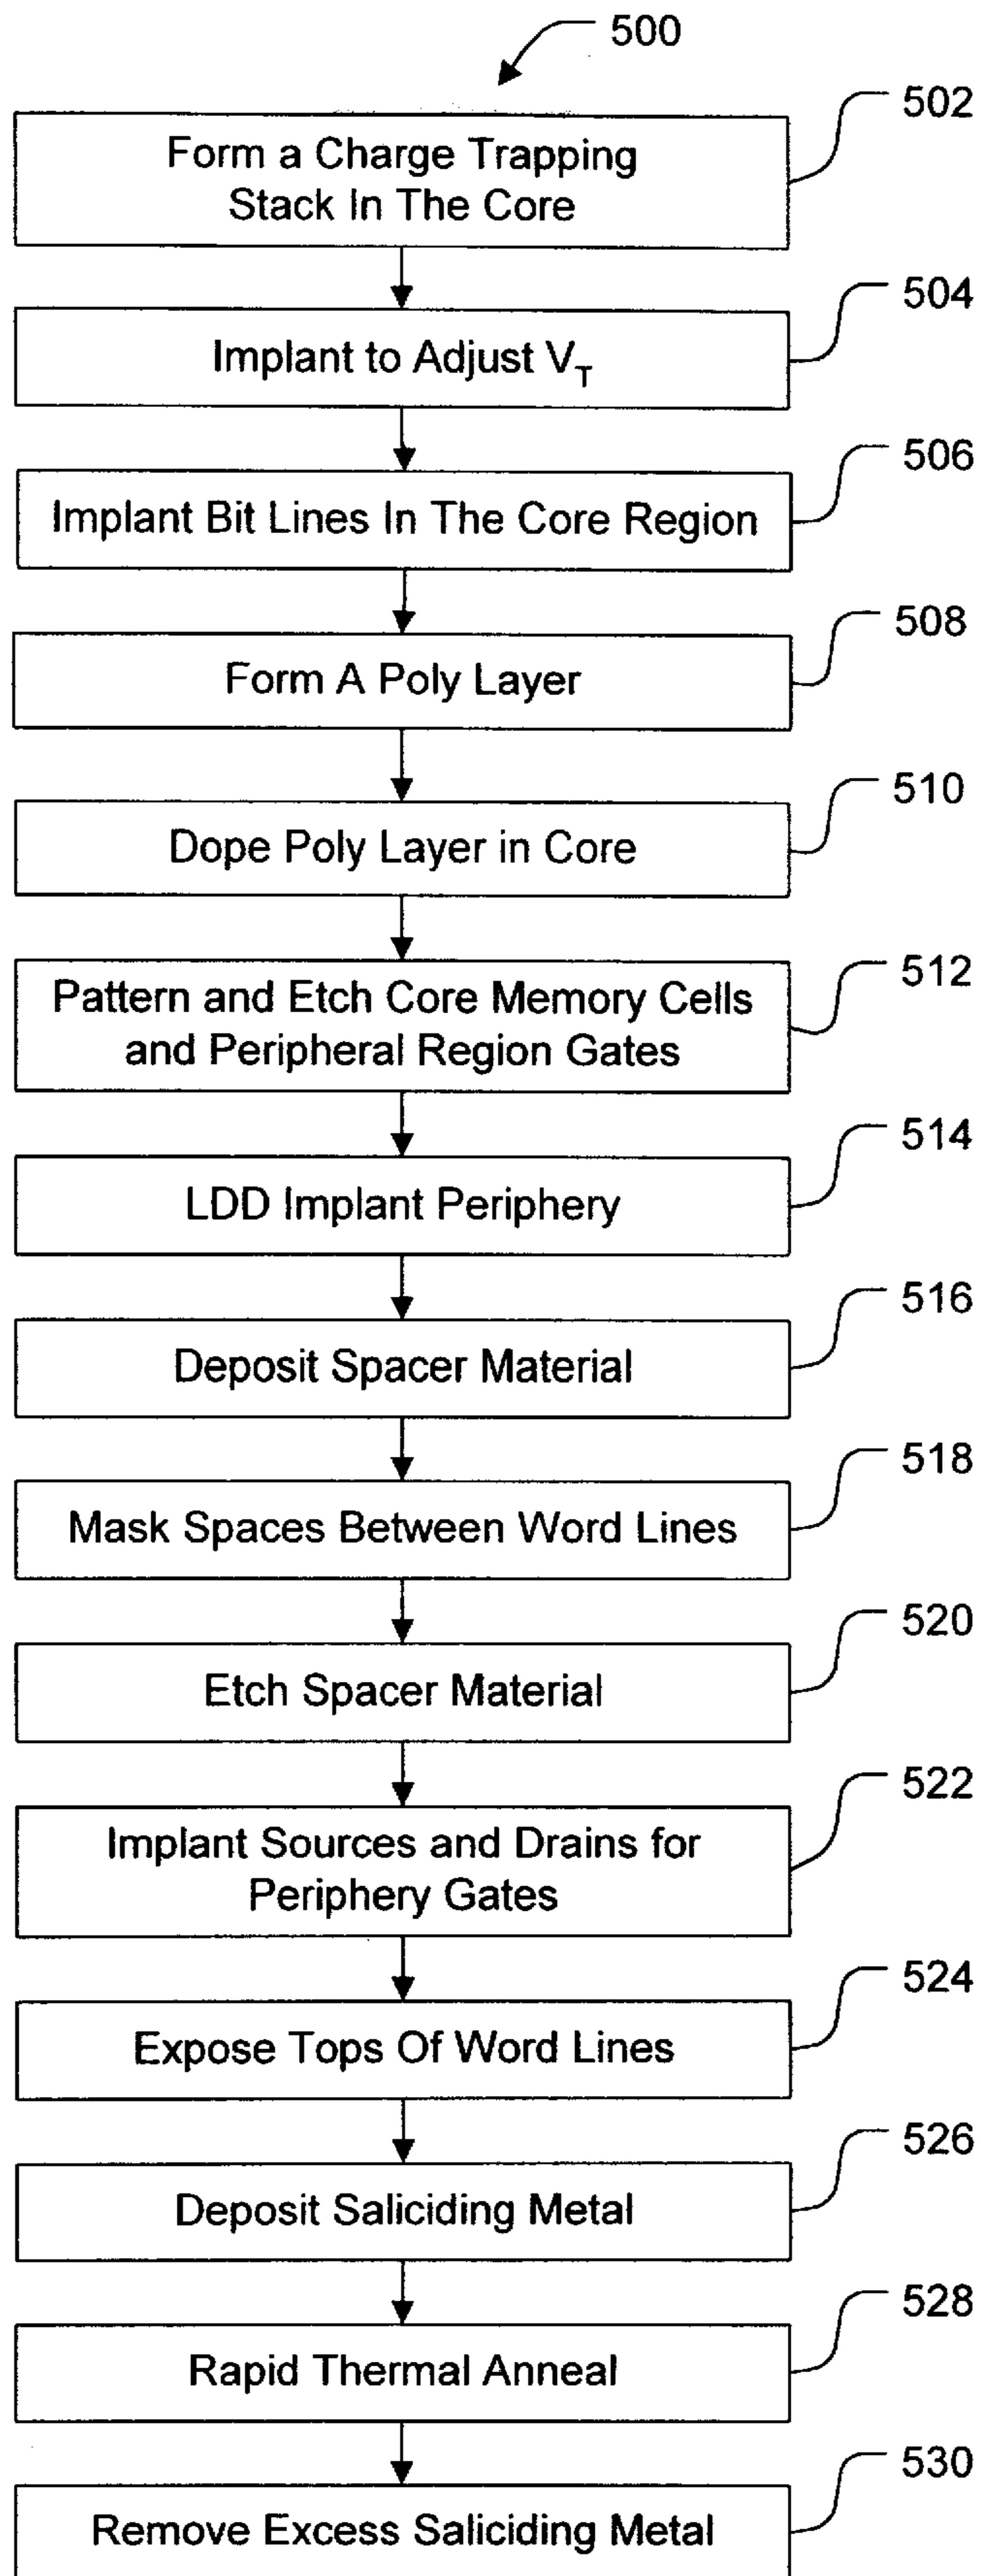 500
502
Form a Charge Trapping
Stack In The Core
504
Implant to Adjust VT
506
Implant Bit Lines In The Core Region
508
Form A Poly Layer
510
Dope Poly Layer in Core
512
Pattern and Etch Core Memory Cells
and Peripheral Region Gates
514
LDD Implant Periphery
516
Deposit Spacer Material
518
Mask Spaces Between Word Lines
520
Etch Spacer Material
522
Implant Sources and Drains for
Periphery Gates
524
Expose Tops Of Word Lines
526
Deposit Saliciding Metal
528
Rapid Thermal Anneal
530
Remove Excess Saliciding Metal